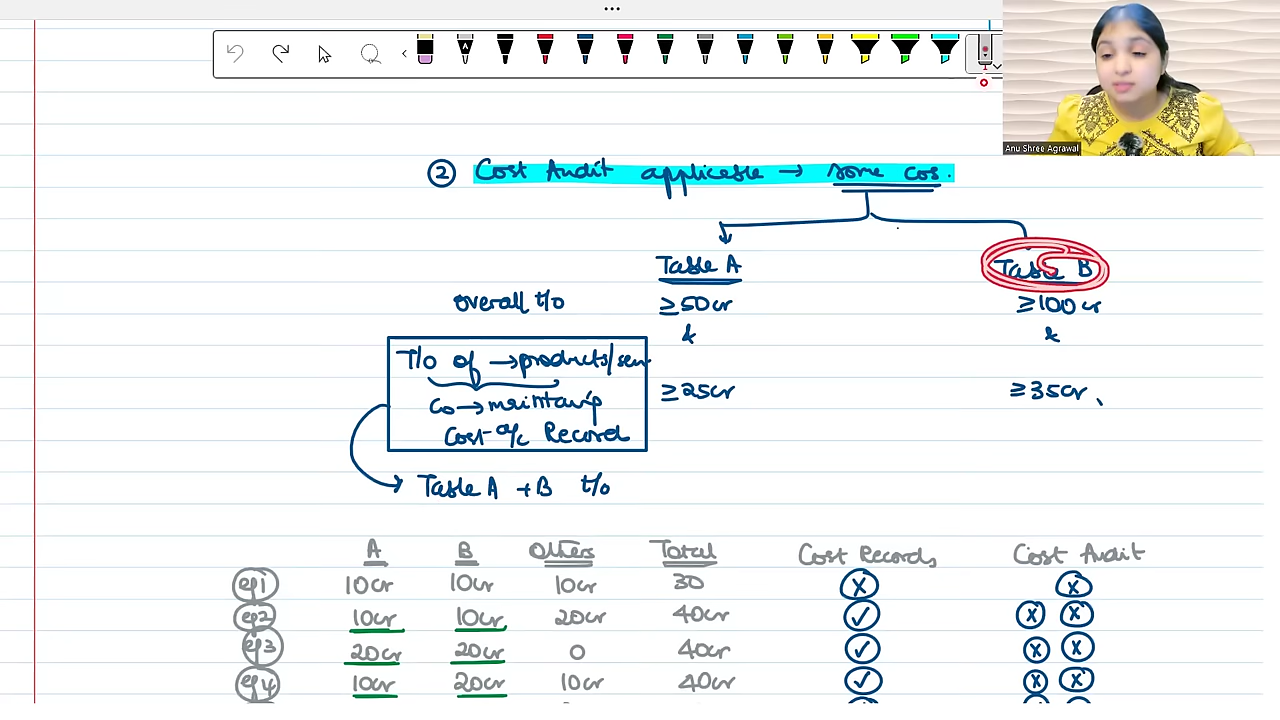 Anu Shree Agrawal
② Cost Audit applicable → some cos.
Table A Table B
overall t/o ≥50cr ≥100cr
& &
T/o of → products/ser
≥25cr ≥35cr
Co → maintaing
Cost a/c Record
Table A + B t/o
A B Others Total Cost Records Cost Audit
eg1 10cr 10cr 10cr 30 x x
eg2 10cr 10cr 20cr 40cr ✓ x x
eg3 20cr 20cr 0 40cr ✓ x x
eg4 10cr 20cr 10cr 40cr ✓ x x